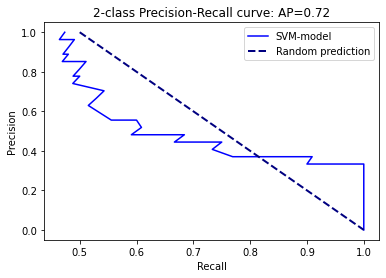 2-class Precision-Recall curve: AP=0.72
SVM-model
Random prediction
Precision
1.0
0.8
0.6
0.4
0.2
0.0
0.5
0.6
0.7
0.8
0.9
1.0
Recall